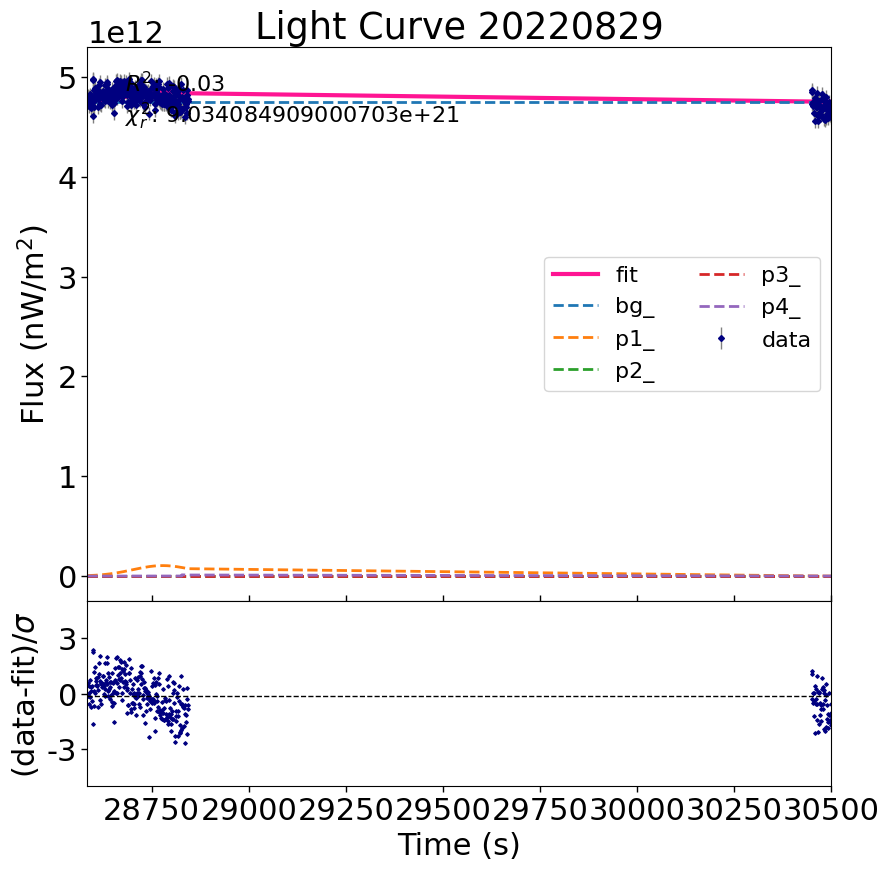 Light Curve 20220829
1e12
5
4
3
2
1
0
Flux (nW/m²)
0.03
9.034084909000703e+21
fit
bg_
p1_
p2_
p3_
p4_
data
3
0
-3
(data-fit)/σ
28750 29000 29250 29500 29750 30000 30250 30500
Time (s)